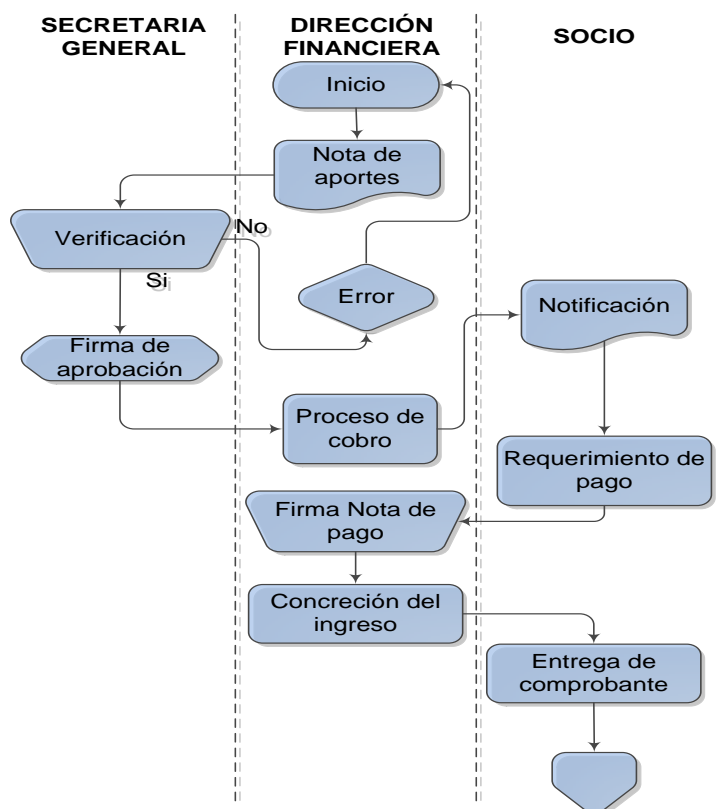 SECRETARIA
GENERAL
DIRECCIÓN
FINANCIERA
SOCIO
Inicio
Nota de
aportes
Verificación
No
Si
Error
Notificación
Firma de
aprobación
Proceso de
cobro
Requerimiento de
pago
Firma Nota de
pago
Concreción del
ingreso
Entrega de
comprobante